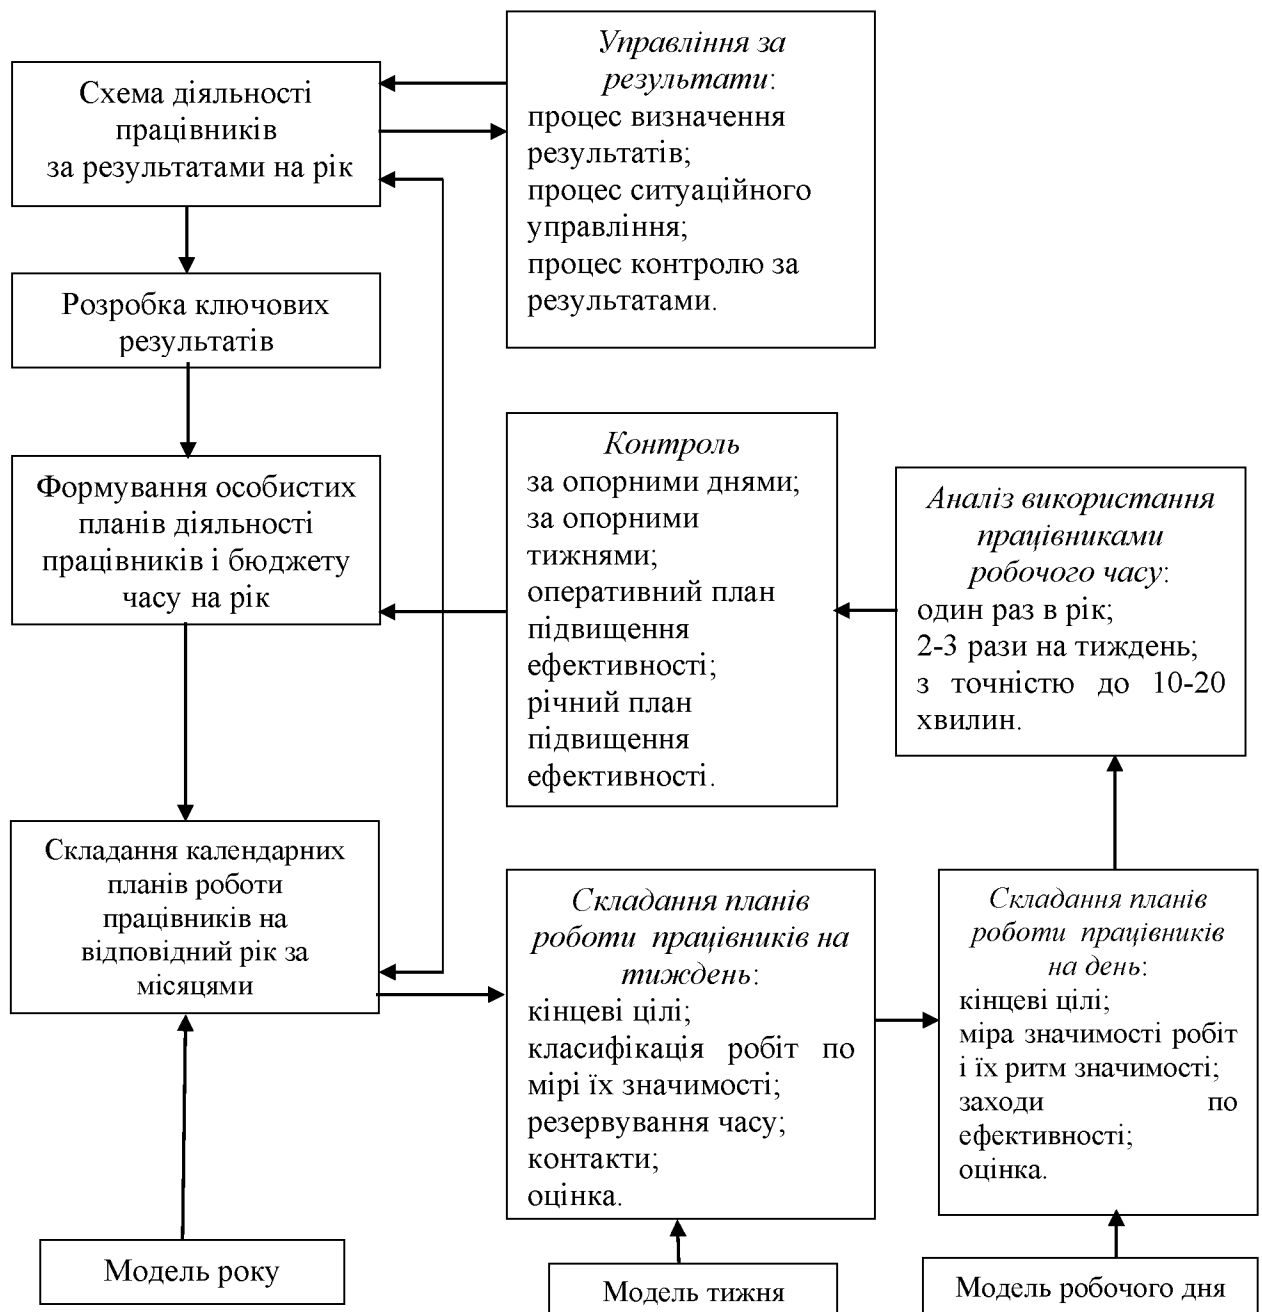 Управління за
результати:
процес визначення
результатів;
процес ситуаційного
управління;
процес контролю за
результатами.
Схема діяльності
працівників
за результатами на рік
Розробка ключових
результатів
Формування особистих
планів діяльності
працівників і бюджету
часу на рік
Контроль
за опорними днями;
за опорними
тижнями;
оперативний план
підвищення
ефективності;
річний план
підвищення
ефективності.
Аналіз використання
працівниками
робочого часу:
один раз в рік;
2-3 рази на тиждень;
з точністю до 10-20
хвилин.
Складання календарних
планів роботи
працівників на
відповідний рік за
місяцями
Складання планів
роботи працівників на
тиждень:
кінцеві цілі;
класифікація робіт по
мірі їх значимості;
резервування часу;
контакти;
оцінка.
Складання планів
роботи працівників
на день:
кінцеві цілі;
міра значимості робіт
і їх ритм значимості;
заходи по
ефективності;
оцінка.
Модель року
Модель тижня
Модель робочого дня